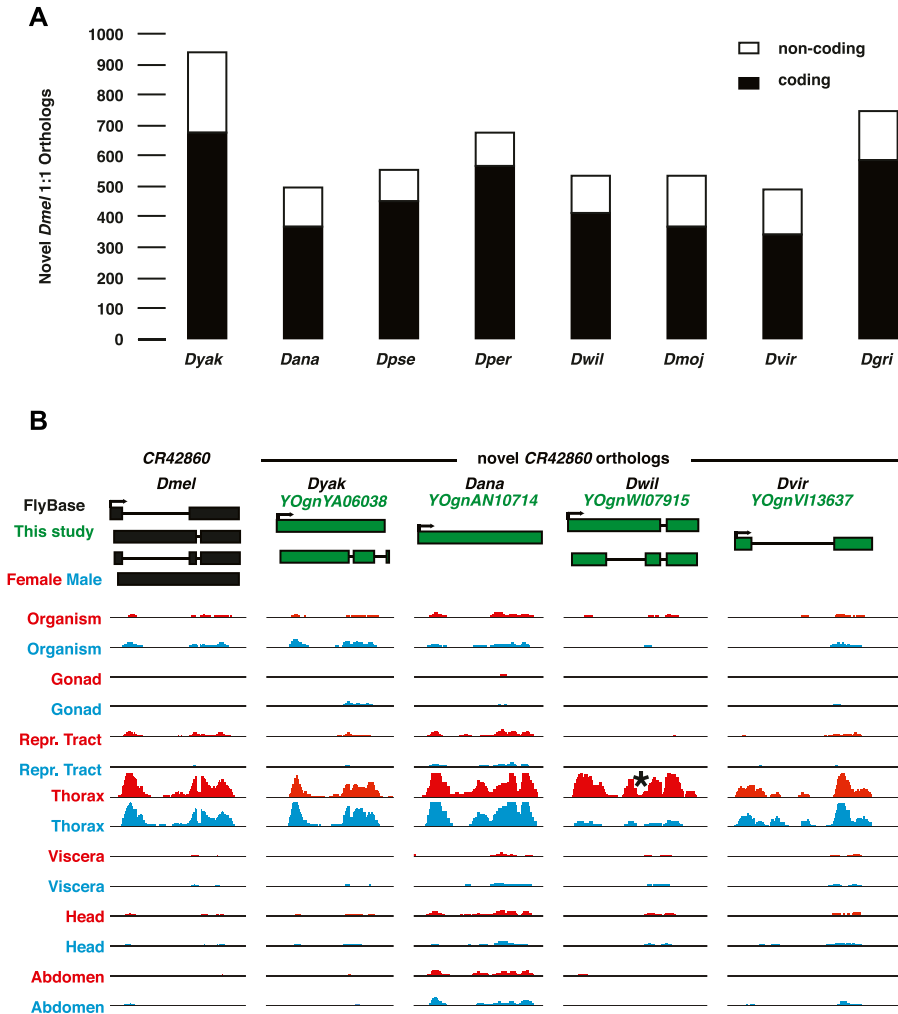 A
1000
900
800
700
600
500
400
300
200
100
0
Novel Dmel 1:1 Orthologs
non-coding
coding
Dyak Dana Dpse Dper Dwil Dmoj Dvir Dgri
B
CR42860 novel CR42860 orthologs
Dmel Dyak Dana Dwil Dvir
FlyBase YOgnYA06038 YOgnAN10714 YOgnWI07915 YOgnVI13637
This study
Female Male
Organism
Organism
Gonad
Gonad
Repr. Tract
Repr. Tract
*
Thorax
Thorax
Viscera
Viscera
Head
Head
Abdomen
Abdomen